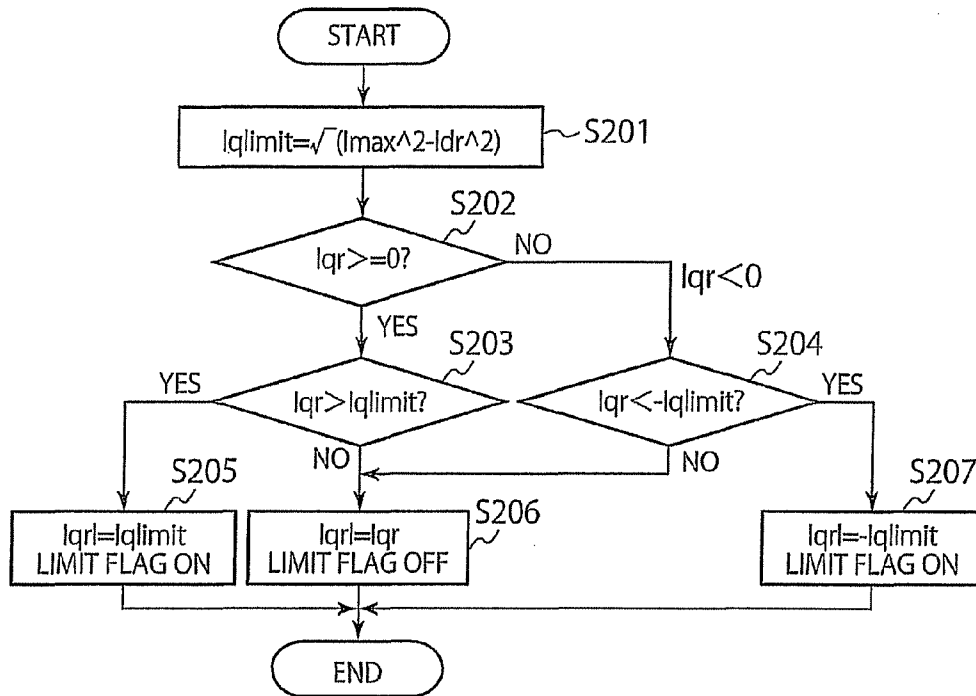 START
Iqlimit=√(Imax^2-Idr^2)
S201
S202
Iqr>=0?
NO
Iqr<0
YES
S203
S204
YES
Iqr>Iqlimit?
Iqr<-Iqlimit?
YES
NO
NO
S205
S206
S207
Iqrl=Iqlimit
LIMIT FLAG ON
Iqrl=Iqr
LIMIT FLAG OFF
Iqrl=-Iqlimit
LIMIT FLAG ON
END